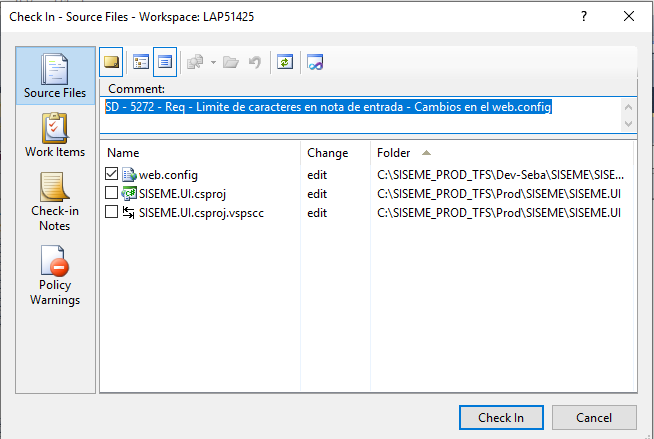 Check In - Source Files - Workspace: LAP51425
Source Files
Work Items
Check-in
Notes
Policy
Warnings
Comment:
SD - 5272 - Req - Limite de caracteres en nota de entrada - Cambios en el web.config
Name Change Folder
web.config edit C:\SISEME_PROD_TFS\Dev-Seba\SISEME\SISE...
SISEME.UI.csproj edit C:\SISEME_PROD_TFS\Prod\SISEME\SISEME.UI
SISEME.UI.csproj.vspscc edit C:\SISEME_PROD_TFS\Prod\SISEME\SISEME.UI
Check In Cancel